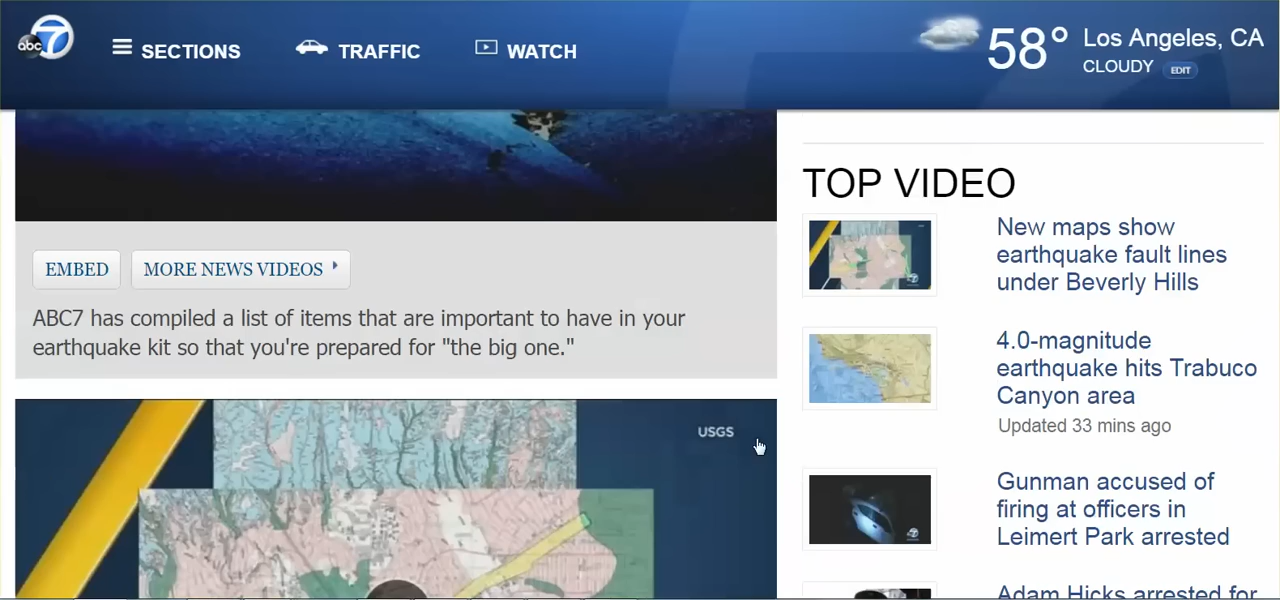 abc 7
SECTIONS
TRAFFIC
WATCH
58°
Los Angeles, CA
CLOUDY
EDIT
EMBED
MORE NEWS VIDEOS
ABC7 has compiled a list of items that are important to have in your
earthquake kit so that you're prepared for "the big one."
USGS
TOP VIDEO
New maps show
earthquake fault lines
under Beverly Hills
4.0-magnitude
earthquake hits Trabuco
Canyon area
Updated 33 mins ago
Gunman accused of
firing at officers in
Leimert Park arrested
Adam Hicks arrested for